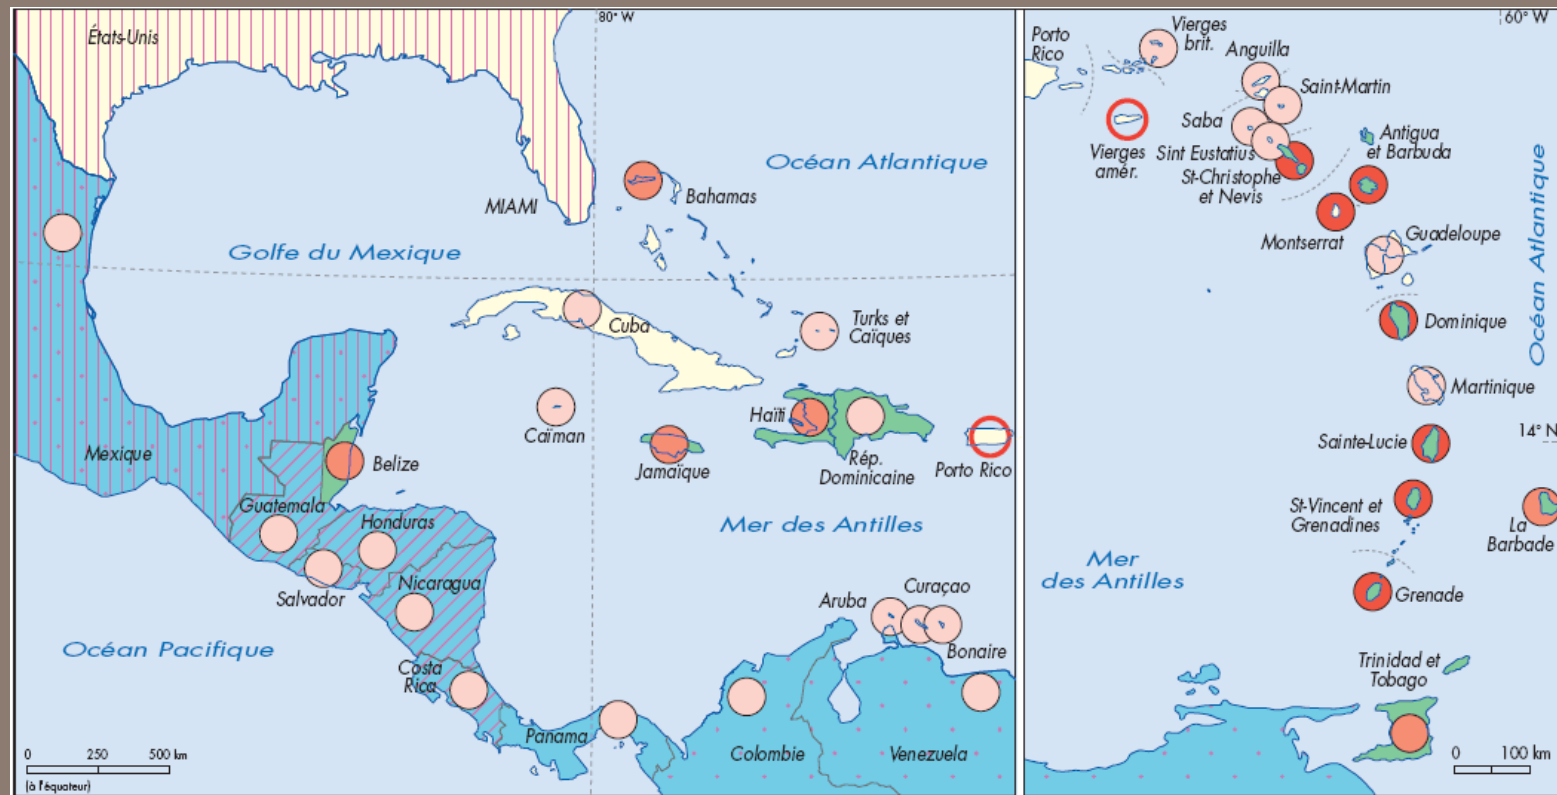 80° W
États-Unis
Océan Atlantique
MIAMI
Bahamas
Golfe du Mexique
Cuba
Turks et
Caïques
Caïman
Haïti
Jamaïque
Rép.
Dominicaine
Porto Rico
Mexique
Belize
Guatemala
Honduras
Mer des Antilles
Salvador
Nicaragua
Aruba
Curaçao
Bonaire
Océan Pacifique
Costa
Rica
Panama
Colombie
Venezuela
0 250 500 km
(à l'équateur)
60° W
Porto
Rico
Vierges
brit.
Anguilla
Saint-Martin
Saba
Vierges
amér.
Sint Eustatius
Antigua
et Barbuda
St-Christophe
et Nevis
Montserrat
Guadeloupe
Océan Atlantique
Dominique
Martinique
14° N
Sainte-Lucie
St-Vincent et
Grenadines
La
Barbade
Mer
des Antilles
Grenade
Trinidad et
Tobago
0 100 km